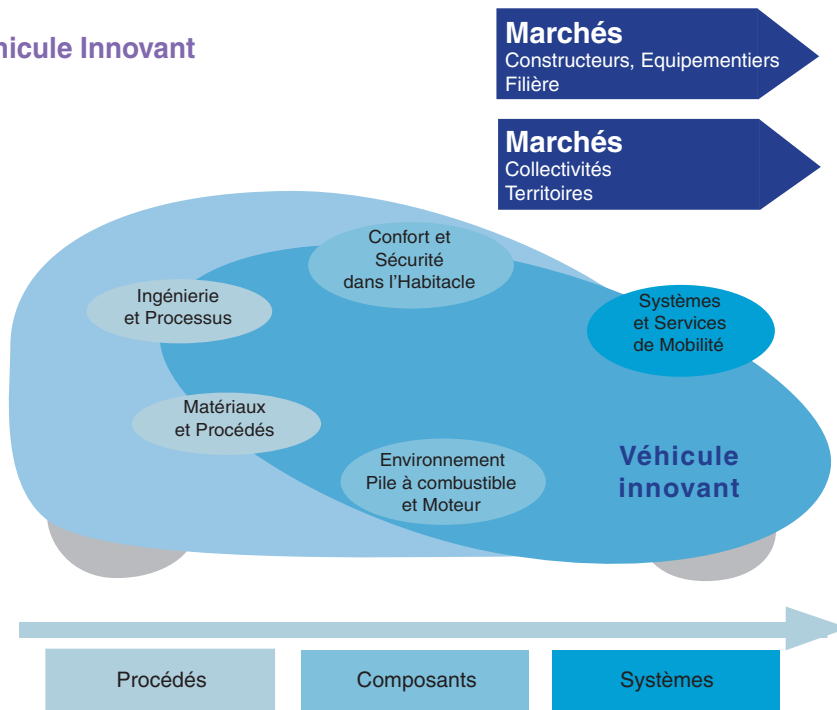 hicule Innovant
Marchés
Constructeurs, Equipementiers
Filière
Marchés
Collectivités
Territoires
Confort et
Sécurité
dans l'Habitacle
Ingénierie
et Processus
Systèmes
et Services
de Mobilité
Matériaux
et Procédés
Environnement
Pile à combustible
et Moteur
Véhicule
innovant
Procédés
Composants
Systèmes